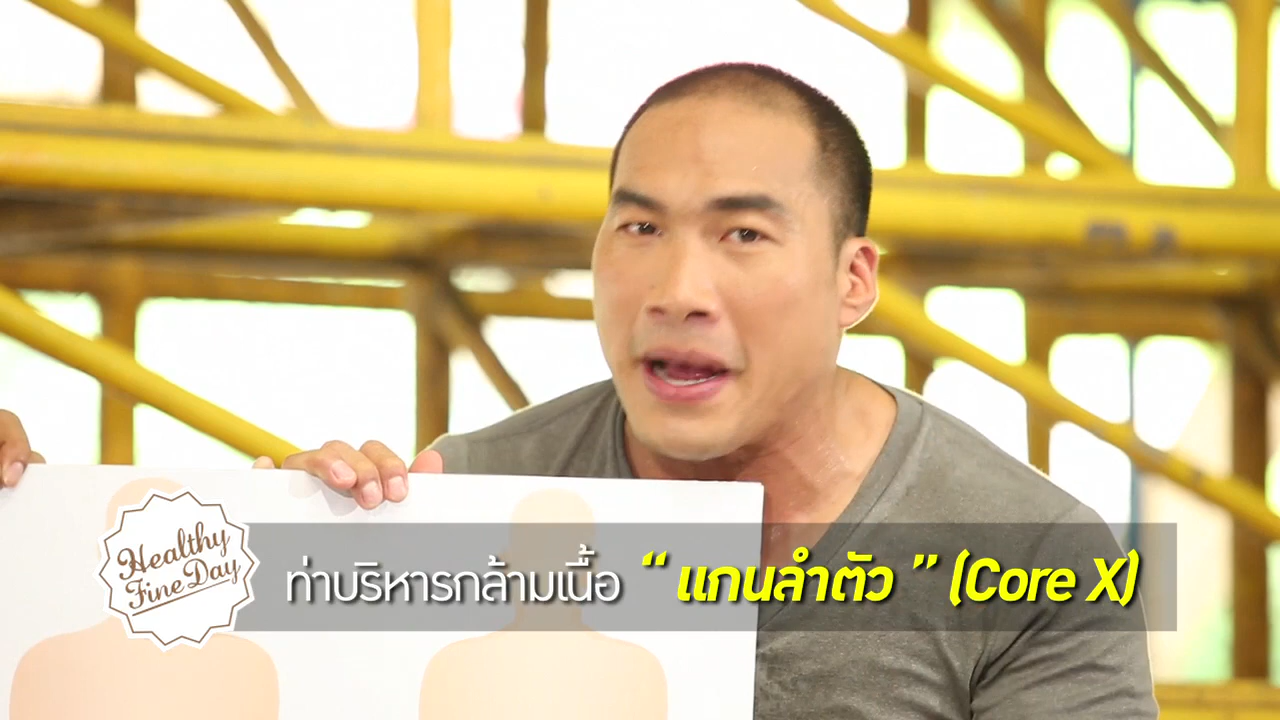 Healthy
Fine Day
ท่าบริหารกล้ามเนื้อ “ แกนลำตัว ” (Core X)